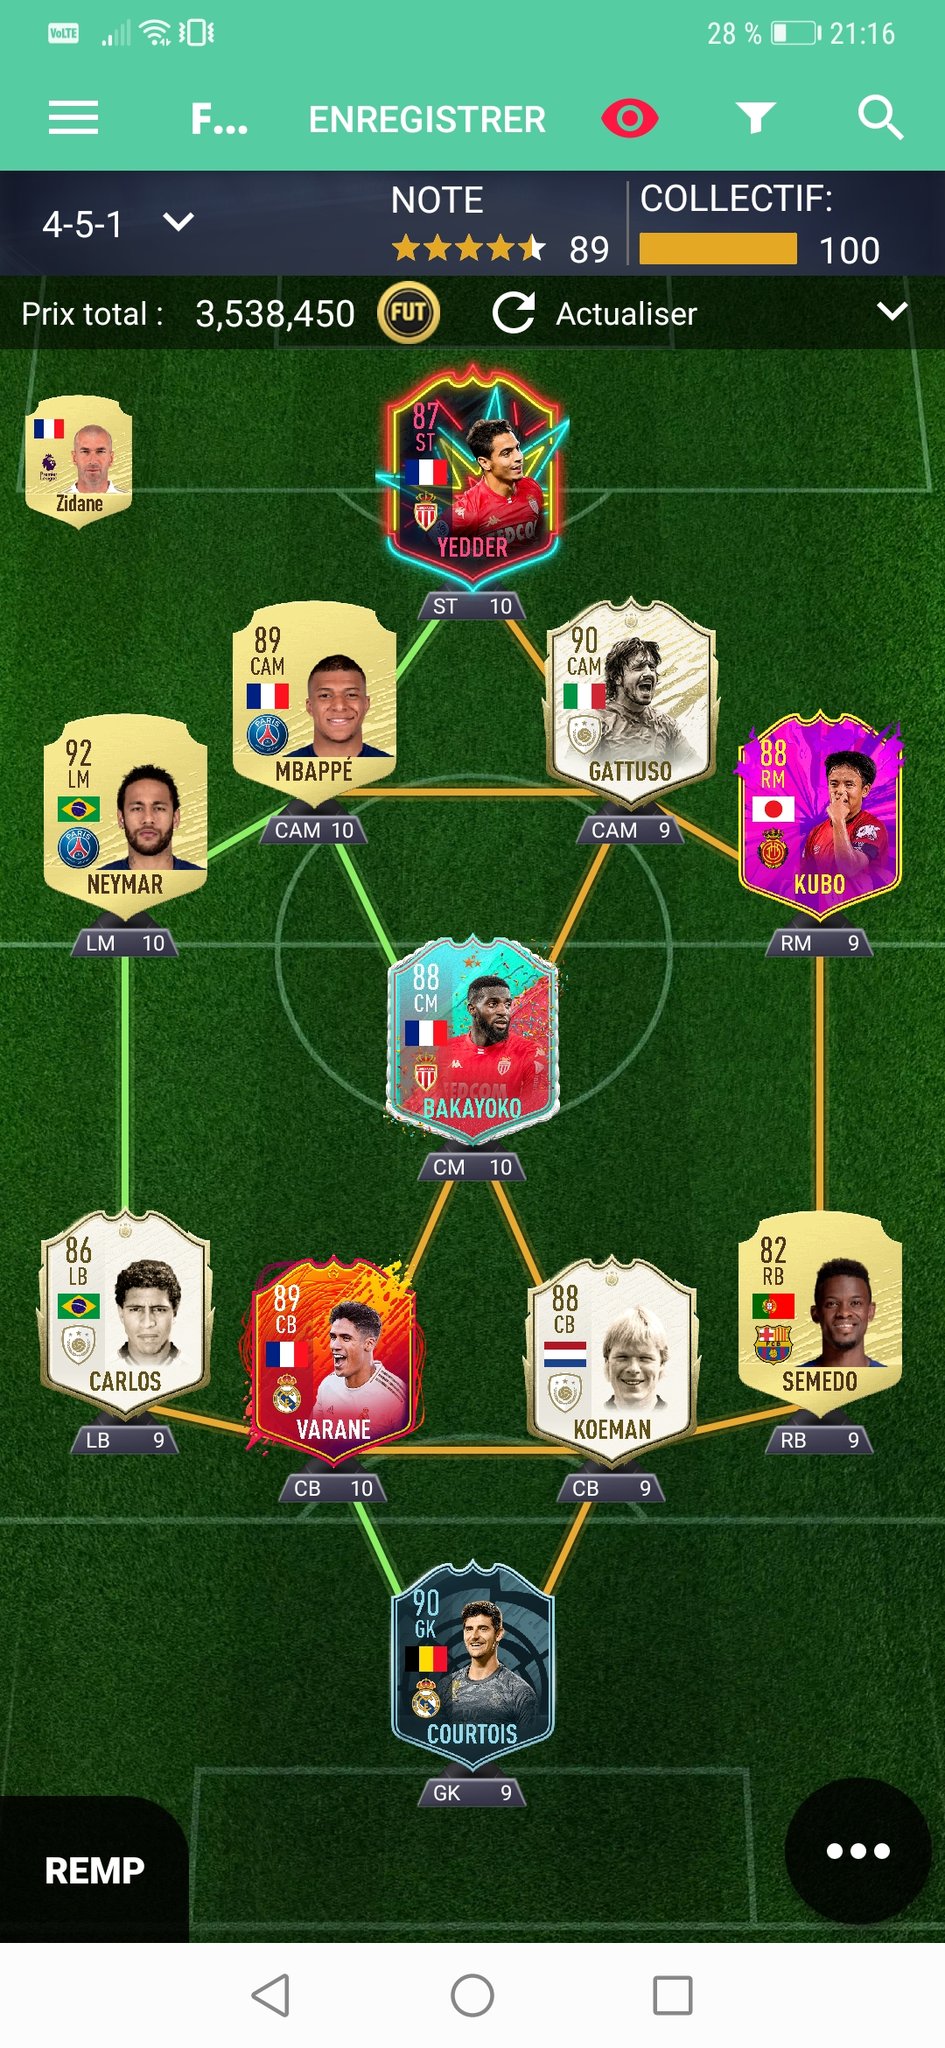 VoLTE 28 % 21:16
F... ENREGISTRER
4-5-1 NOTE 89 COLLECTIF: 100
Prix total : 3,538,450 FUT Actualiser
Zidane
87
ST
YEDDER
ST 10
89
CAM
MBAPPÉ
CAM 10
90
CAM
GATTUSO
CAM 9
92
LM
NEYMAR
LM 10
88
RM
KUBO
RM 9
88
CM
BAKAYOKO
CM 10
86
LB
CARLOS
LB 9
89
CB
VARANE
CB 10
88
CB
KOEMAN
CB 9
82
RB
SEMEDO
RB 9
90
GK
COURTOIS
GK 9
REMP